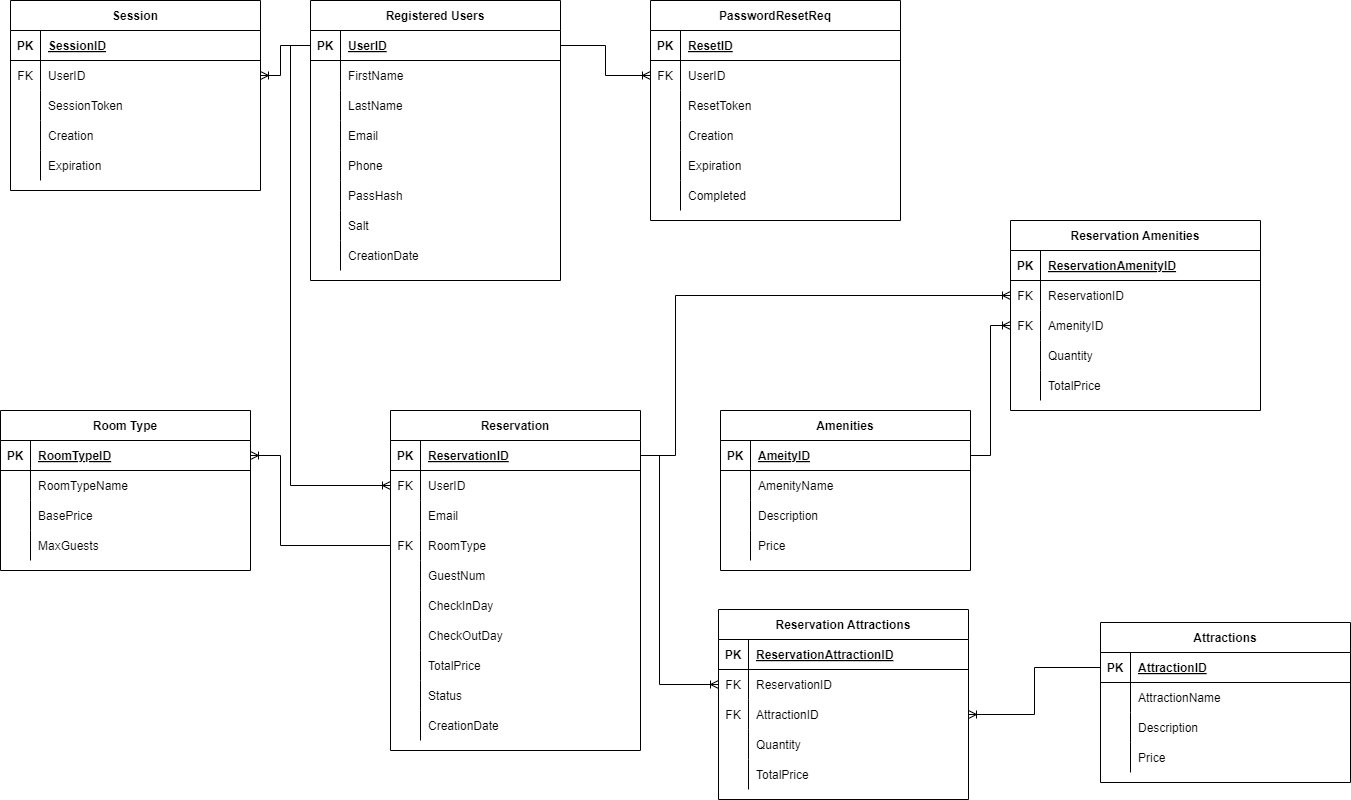 Session
PK SessionID
FK UserID
SessionToken
Creation
Expiration
Registered Users
PK UserID
FirstName
LastName
Email
Phone
PassHash
Salt
CreationDate
PasswordResetReq
PK ResetID
FK UserID
ResetToken
Creation
Expiration
Completed
Reservation Amenities
PK ReservationAmenityID
FK ReservationID
FK AmenityID
Quantity
TotalPrice
Room Type
PK RoomTypeID
RoomTypeName
BasePrice
MaxGuests
Reservation
PK ReservationID
FK UserID
Email
FK RoomType
GuestNum
CheckInDay
CheckOutDay
TotalPrice
Status
CreationDate
Amenities
PK AmeityID
AmenityName
Description
Price
Reservation Attractions
PK ReservationAttractionID
FK ReservationID
FK AttractionID
Quantity
TotalPrice
Attractions
PK AttractionID
AttractionName
Description
Price